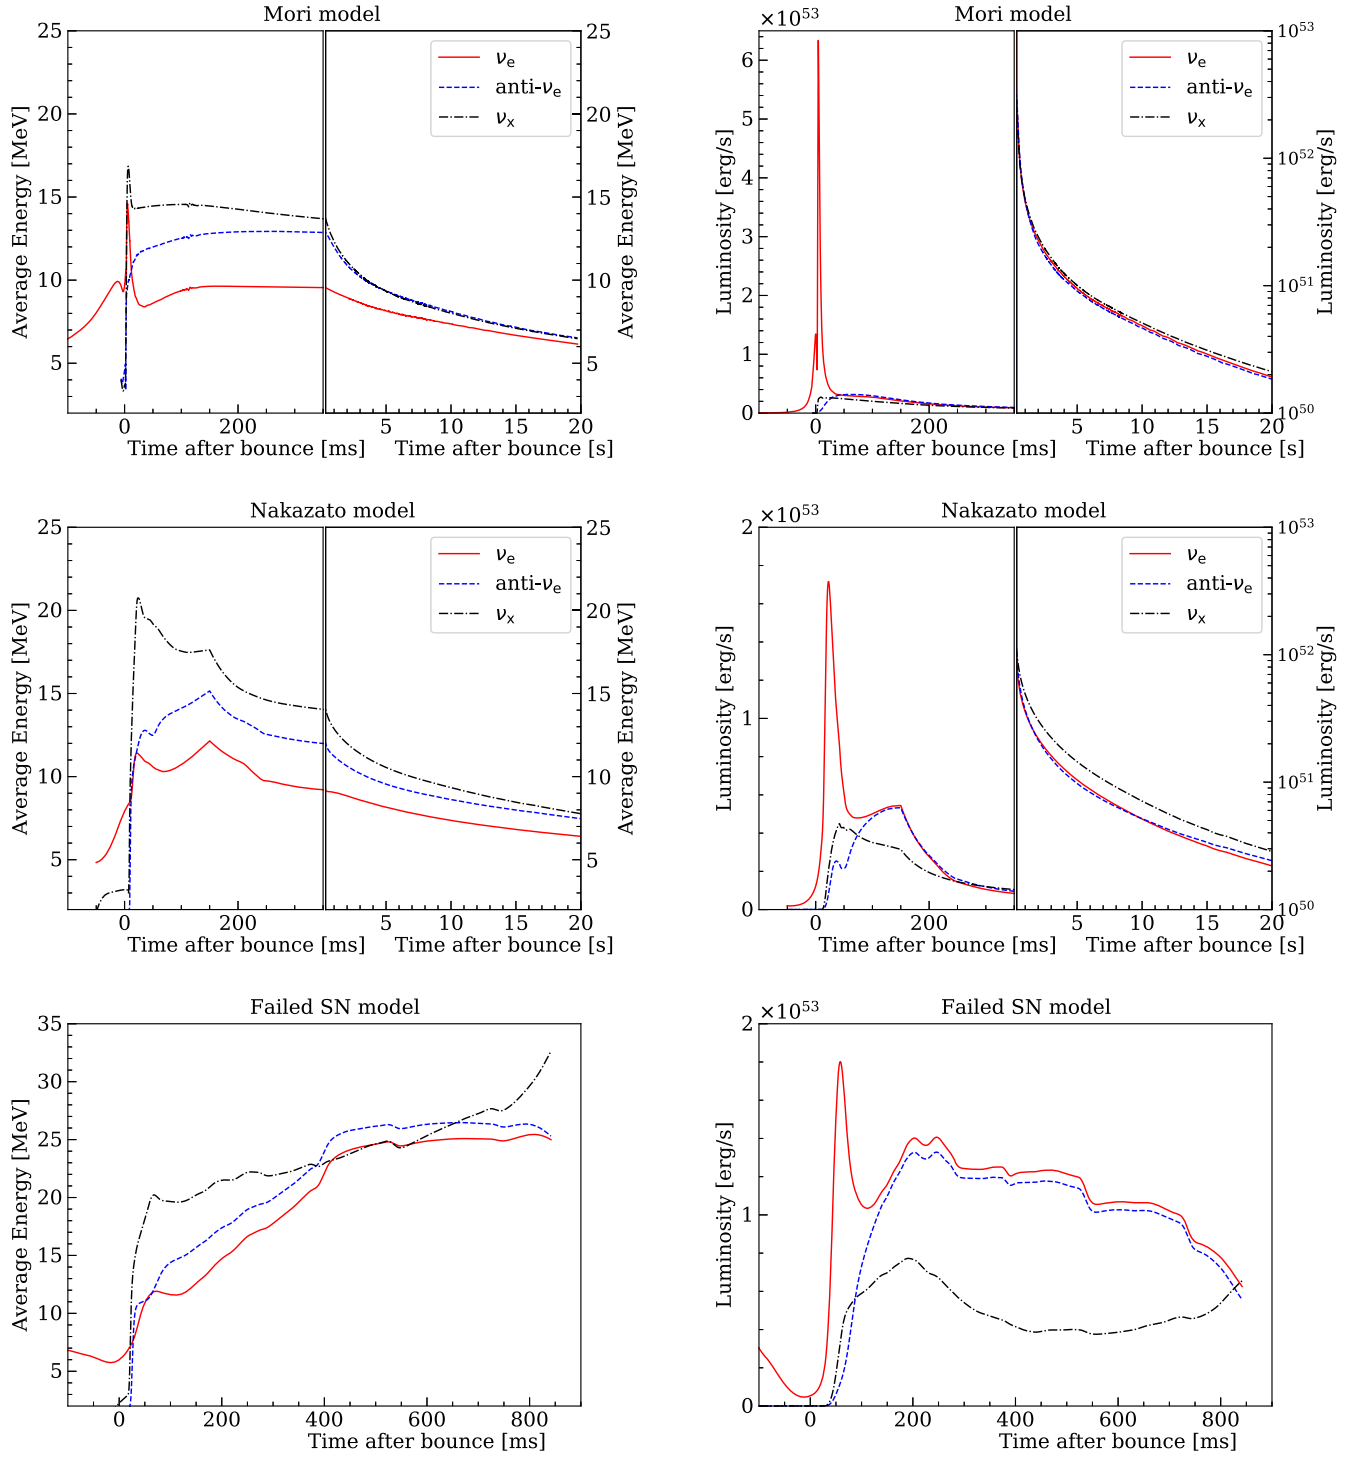 Mori model
25
20
15
10
5
Average Energy [MeV]
νe
anti-νe
νx
25
20
15
10
5
Average Energy [MeV]
0
200
5
10
15
20
Time after bounce [ms]
Time after bounce [s]
Mori model
×10^53
6
5
4
3
2
1
0
Luminosity [erg/s]
νe
anti-νe
νx
10^53
10^52
10^51
10^50
Luminosity [erg/s]
0
200
5
10
15
20
Time after bounce [ms]
Time after bounce [s]
Nakazato model
25
20
15
10
5
Average Energy [MeV]
νe
anti-νe
νx
25
20
15
10
5
Average Energy [MeV]
0
200
5
10
15
20
Time after bounce [ms]
Time after bounce [s]
Nakazato model
×10^53
2
1
0
Luminosity [erg/s]
νe
anti-νe
νx
10^53
10^52
10^51
10^50
Luminosity [erg/s]
0
200
5
10
15
20
Time after bounce [ms]
Time after bounce [s]
Failed SN model
35
30
25
20
15
10
5
Average Energy [MeV]
0
200
400
600
800
Time after bounce [ms]
Failed SN model
×10^53
2
1
0
Luminosity [erg/s]
0
200
400
600
800
Time after bounce [ms]